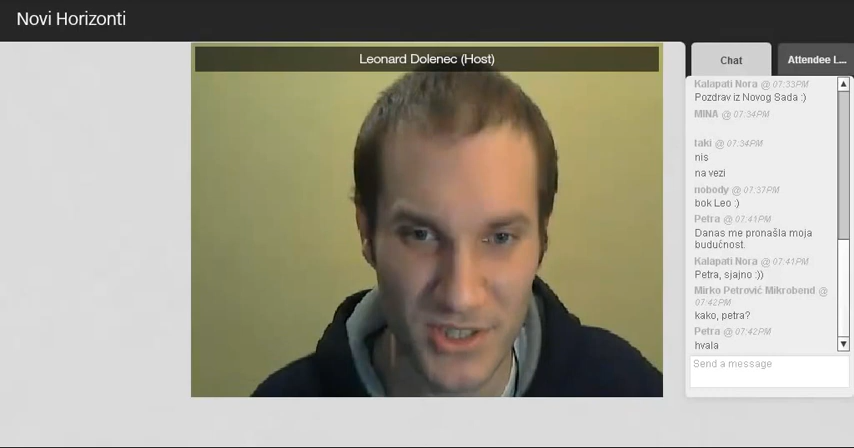 Novi Horizonti
Leonard Dolenec (Host)
Chat
Attendee L...
Kalapati Nora @ 07:33PM
Pozdrav iz Novog Sada :)
MINA @ 07:34PM
taki @ 07:34PM
nis
na vezi
nobody @ 07:37PM
bok Leo :)
Petra @ 07:41PM
Danas me pronašla moja
budućnost.
Kalapati Nora @ 07:41PM
Petra, sjajno :))
Mirko Petrović Mikrobend @
07:42PM
kako, petra?
Petra @ 07:42PM
hvala
Send a message